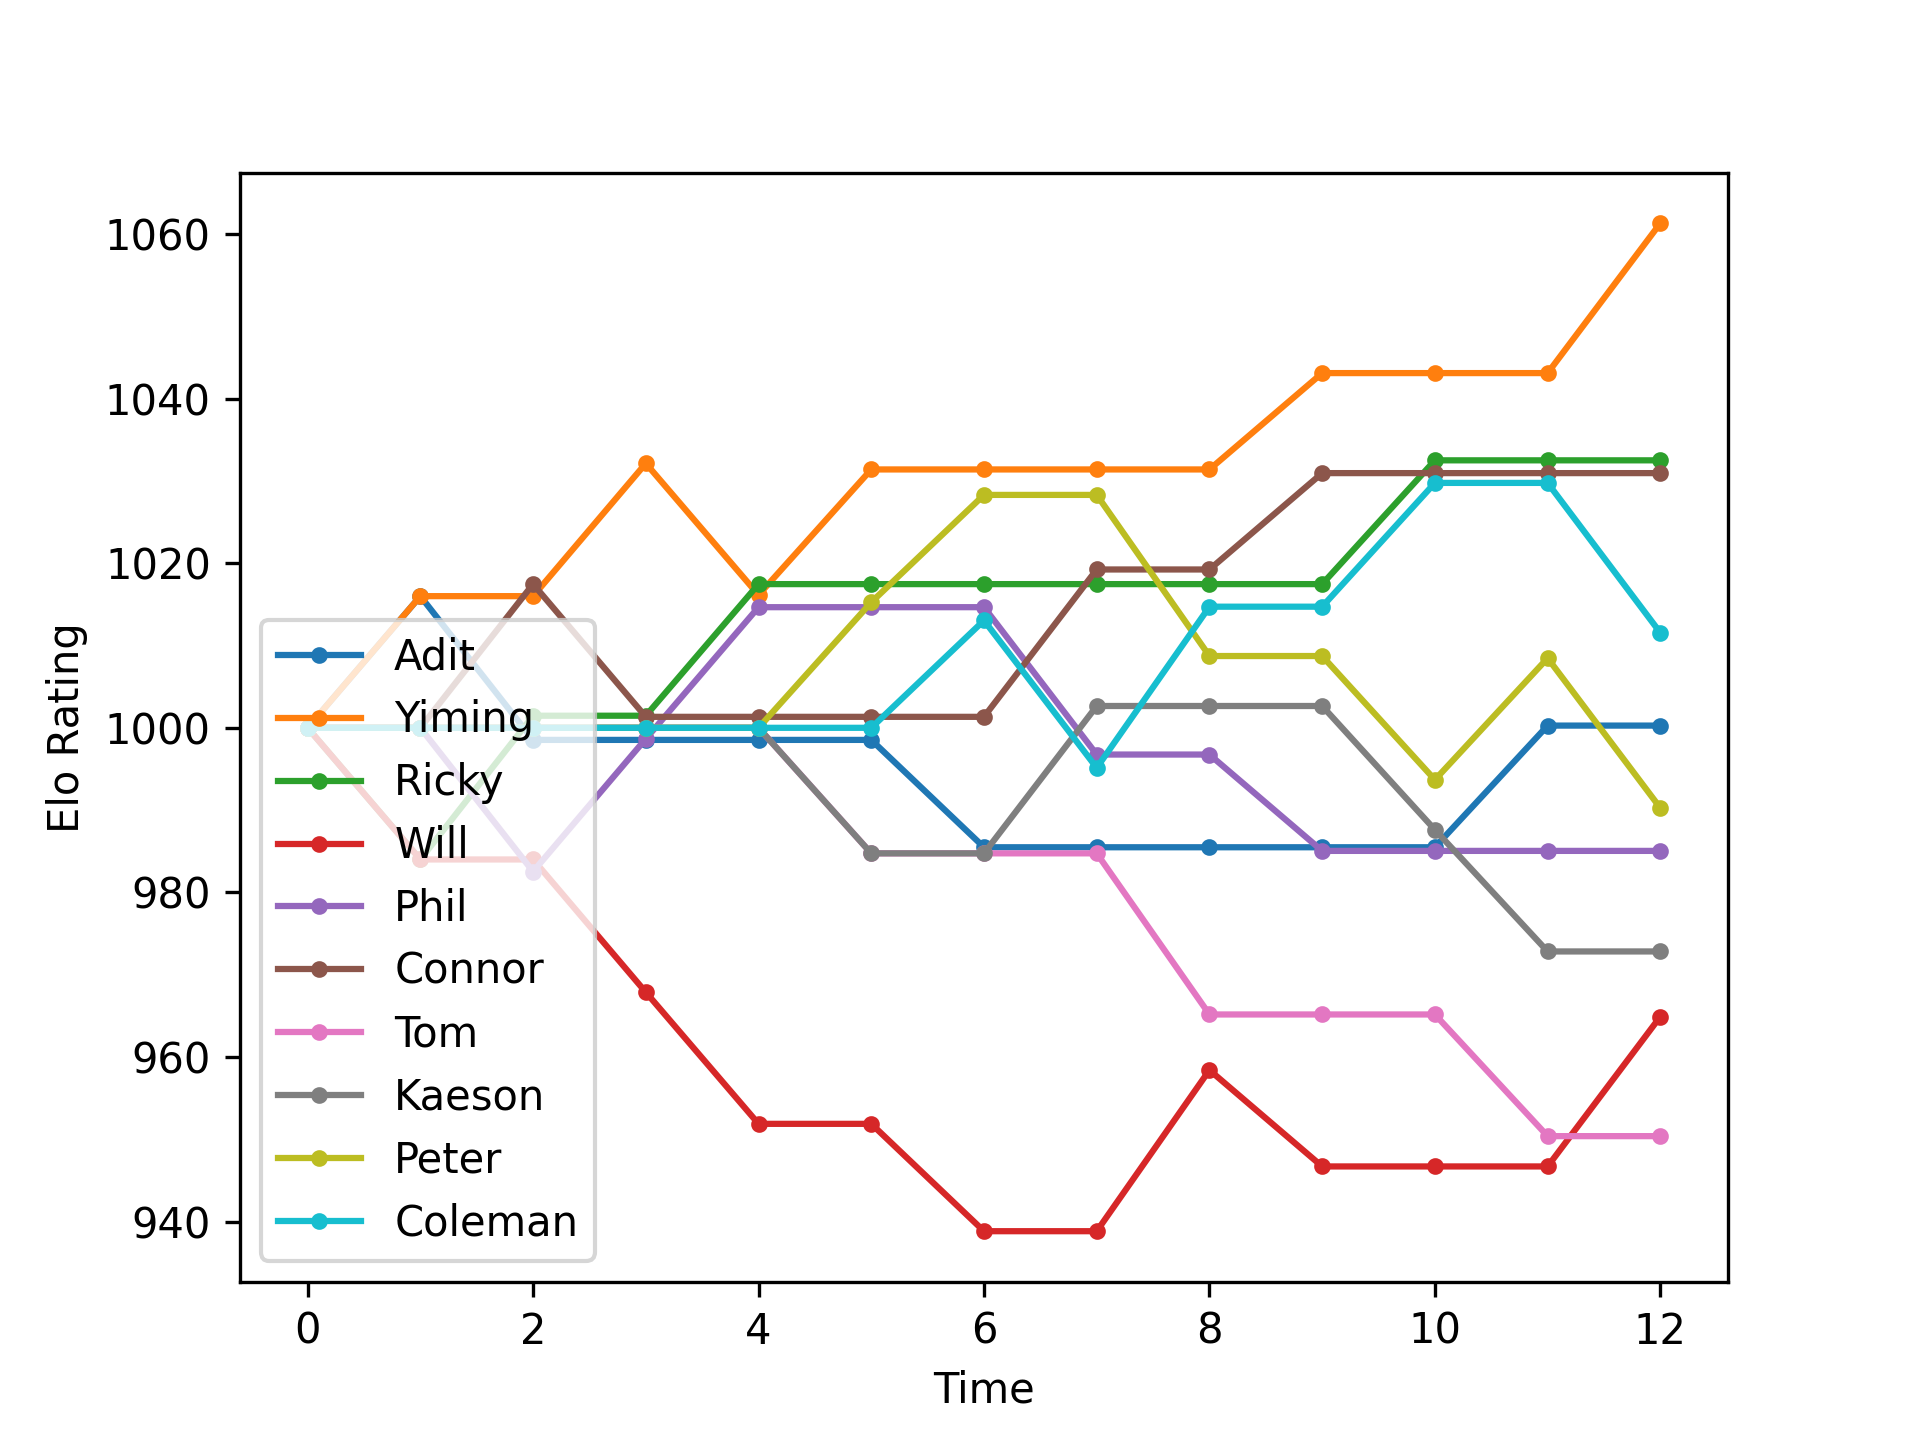 1060
1040
1020
1000
980
960
940
Elo Rating
Adit
Yiming
Ricky
Will
Phil
Connor
Tom
Kaeson
Peter
Coleman
0 2 4 6 8 10 12
Time